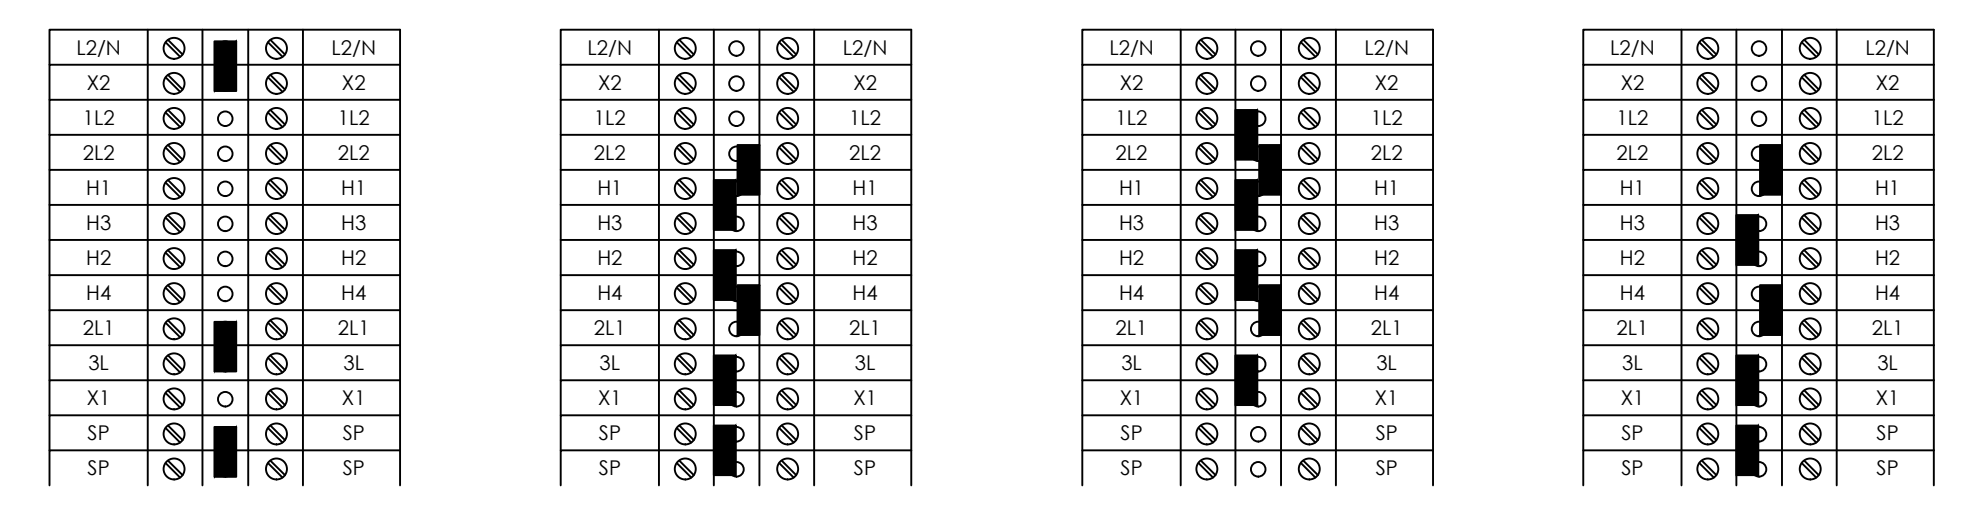 L2/N L2/N L2/N L2/N L2/N L2/N L2/N L2/N
X2 X2 X2 X2 X2 X2 X2 X2
1L2 1L2 1L2 1L2 1L2 1L2 1L2 1L2
2L2 2L2 2L2 2L2 2L2 2L2 2L2 2L2
H1 H1 H1 H1 H1 H1 H1 H1
H3 H3 H3 H3 H3 H3 H3 H3
H2 H2 H2 H2 H2 H2 H2 H2
H4 H4 H4 H4 H4 H4 H4 H4
2L1 2L1 2L1 2L1 2L1 2L1 2L1 2L1
3L 3L 3L 3L 3L 3L 3L 3L
X1 X1 X1 X1 X1 X1 X1 X1
SP SP SP SP SP SP SP SP
SP SP SP SP SP SP SP SP